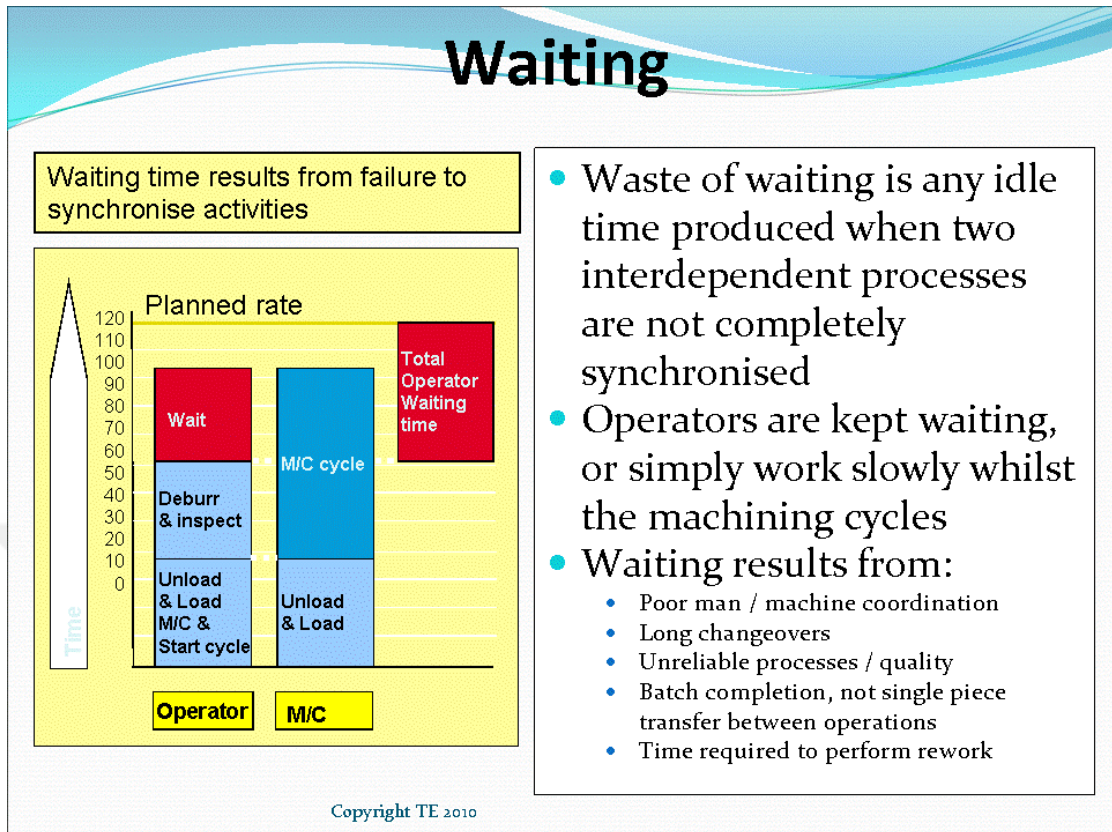 Waiting
Waiting time results from failure to
synchronise activities
Planned rate
120
110
100
90
80
70
60
50
40
30
20
10
0
Time
Wait
Deburr
& inspect
Unload
& Load
M/C &
Start cycle
M/C cycle
Unload
& Load
Total
Operator
Waiting
time
Operator
M/C
• Waste of waiting is any idle
time produced when two
interdependent processes
are not completely
synchronised
• Operators are kept waiting,
or simply work slowly whilst
the machining cycles
• Waiting results from:
• Poor man / machine coordination
• Long changeovers
• Unreliable processes / quality
• Batch completion, not single piece
transfer between operations
• Time required to perform rework
Copyright TE 2010